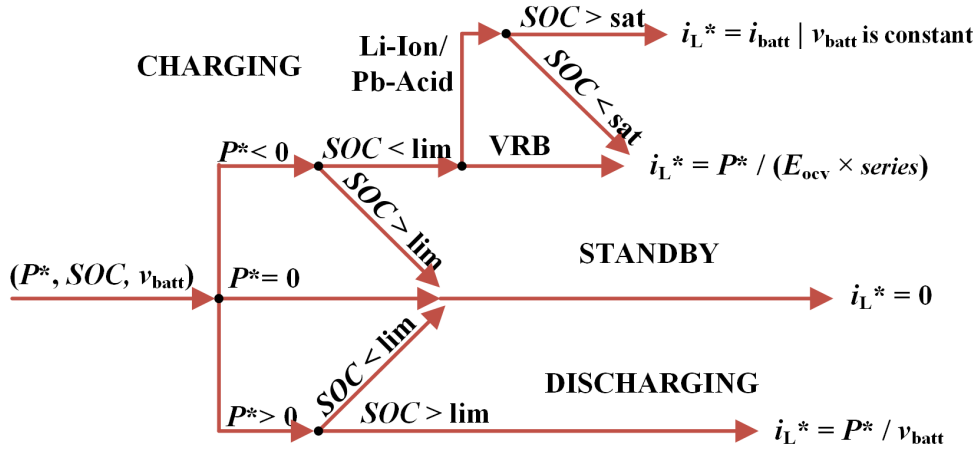 SOC > sat
i_L* = i_batt | v_batt is constant
Li-Ion/
Pb-Acid
CHARGING
SOC < sat
P*< 0
SOC < lim
VRB
i_L* = P* / (E_ocv × series)
SOC > lim
STANDBY
(P*, SOC, v_batt)
P*= 0
i_L* = 0
SOC < lim
DISCHARGING
P*> 0
SOC > lim
i_L* = P* / v_batt